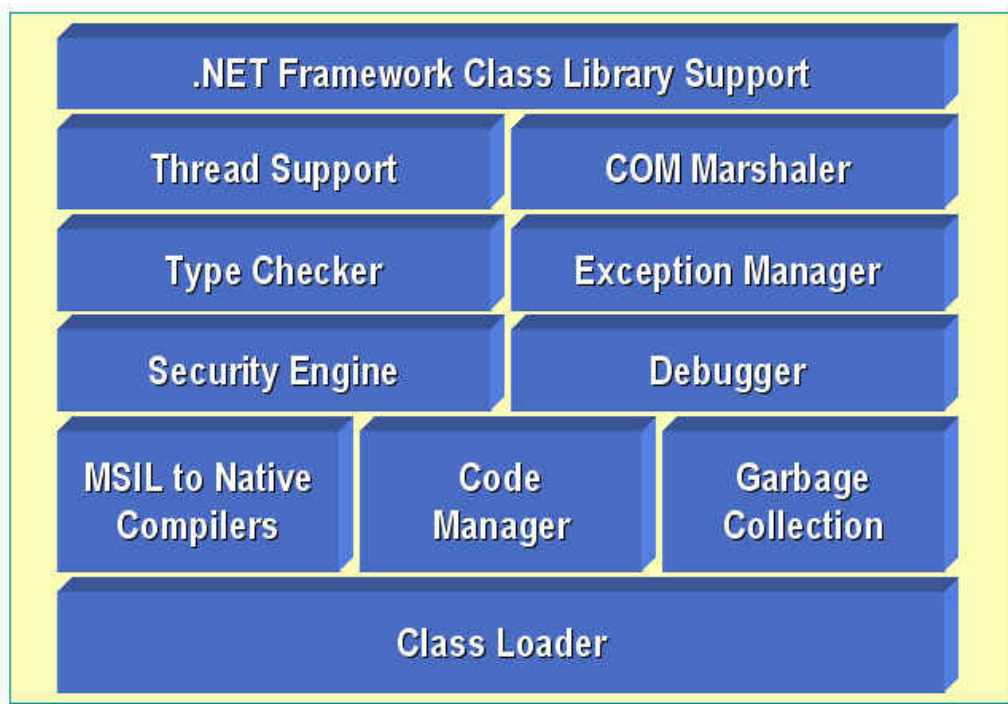 .NET Framework Class Library Support
Thread Support
COM Marshaler
Type Checker
Exception Manager
Security Engine
Debugger
MSIL to Native
Compilers
Code
Manager
Garbage
Collection
Class Loader